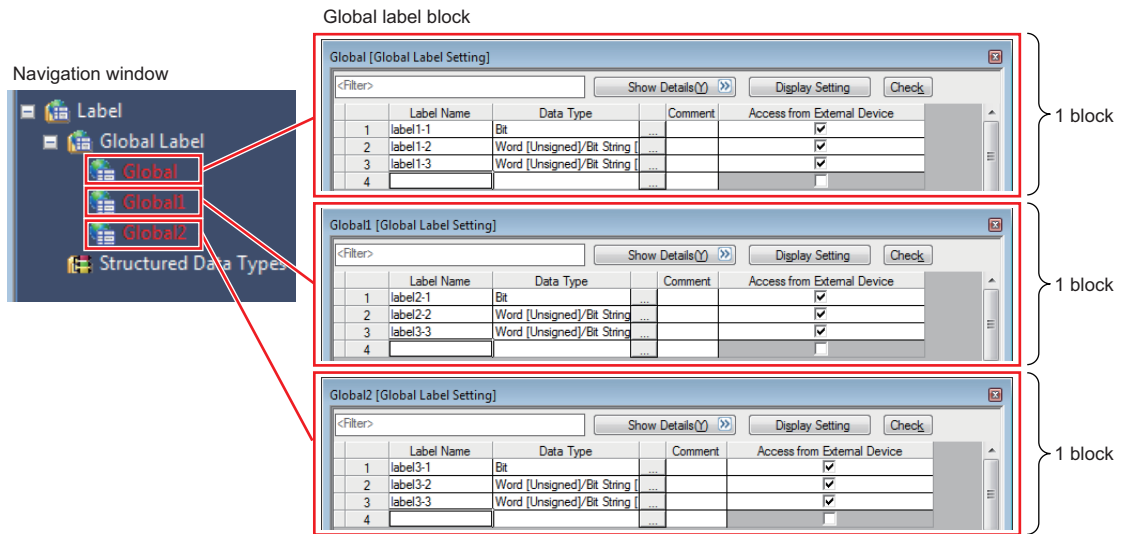 Global label block
Navigation window
Label
Global Label
Global
Global1
Global2
Structured Data Types
Global [Global Label Setting]
<Filter>
Show Details(Y)
Display Setting
Check
Label Name Data Type Comment Access from External Device
1 label1-1 Bit ...
2 label1-2 Word [Unsigned]/Bit String [ ...
3 label1-3 Word [Unsigned]/Bit String [ ...
4 ...
1 block
Global1 [Global Label Setting]
<Filter>
Show Details(Y)
Display Setting
Check
Label Name Data Type Comment Access from External Device
1 label2-1 Bit ...
2 label2-2 Word [Unsigned]/Bit String ...
3 label3-3 Word [Unsigned]/Bit String ...
4 ...
1 block
Global2 [Global Label Setting]
<Filter>
Show Details(Y)
Display Setting
Check
Label Name Data Type Comment Access from External Device
1 label3-1 Bit ...
2 label3-2 Word [Unsigned]/Bit String [ ...
3 label3-3 Word [Unsigned]/Bit String [ ...
4 ...
1 block